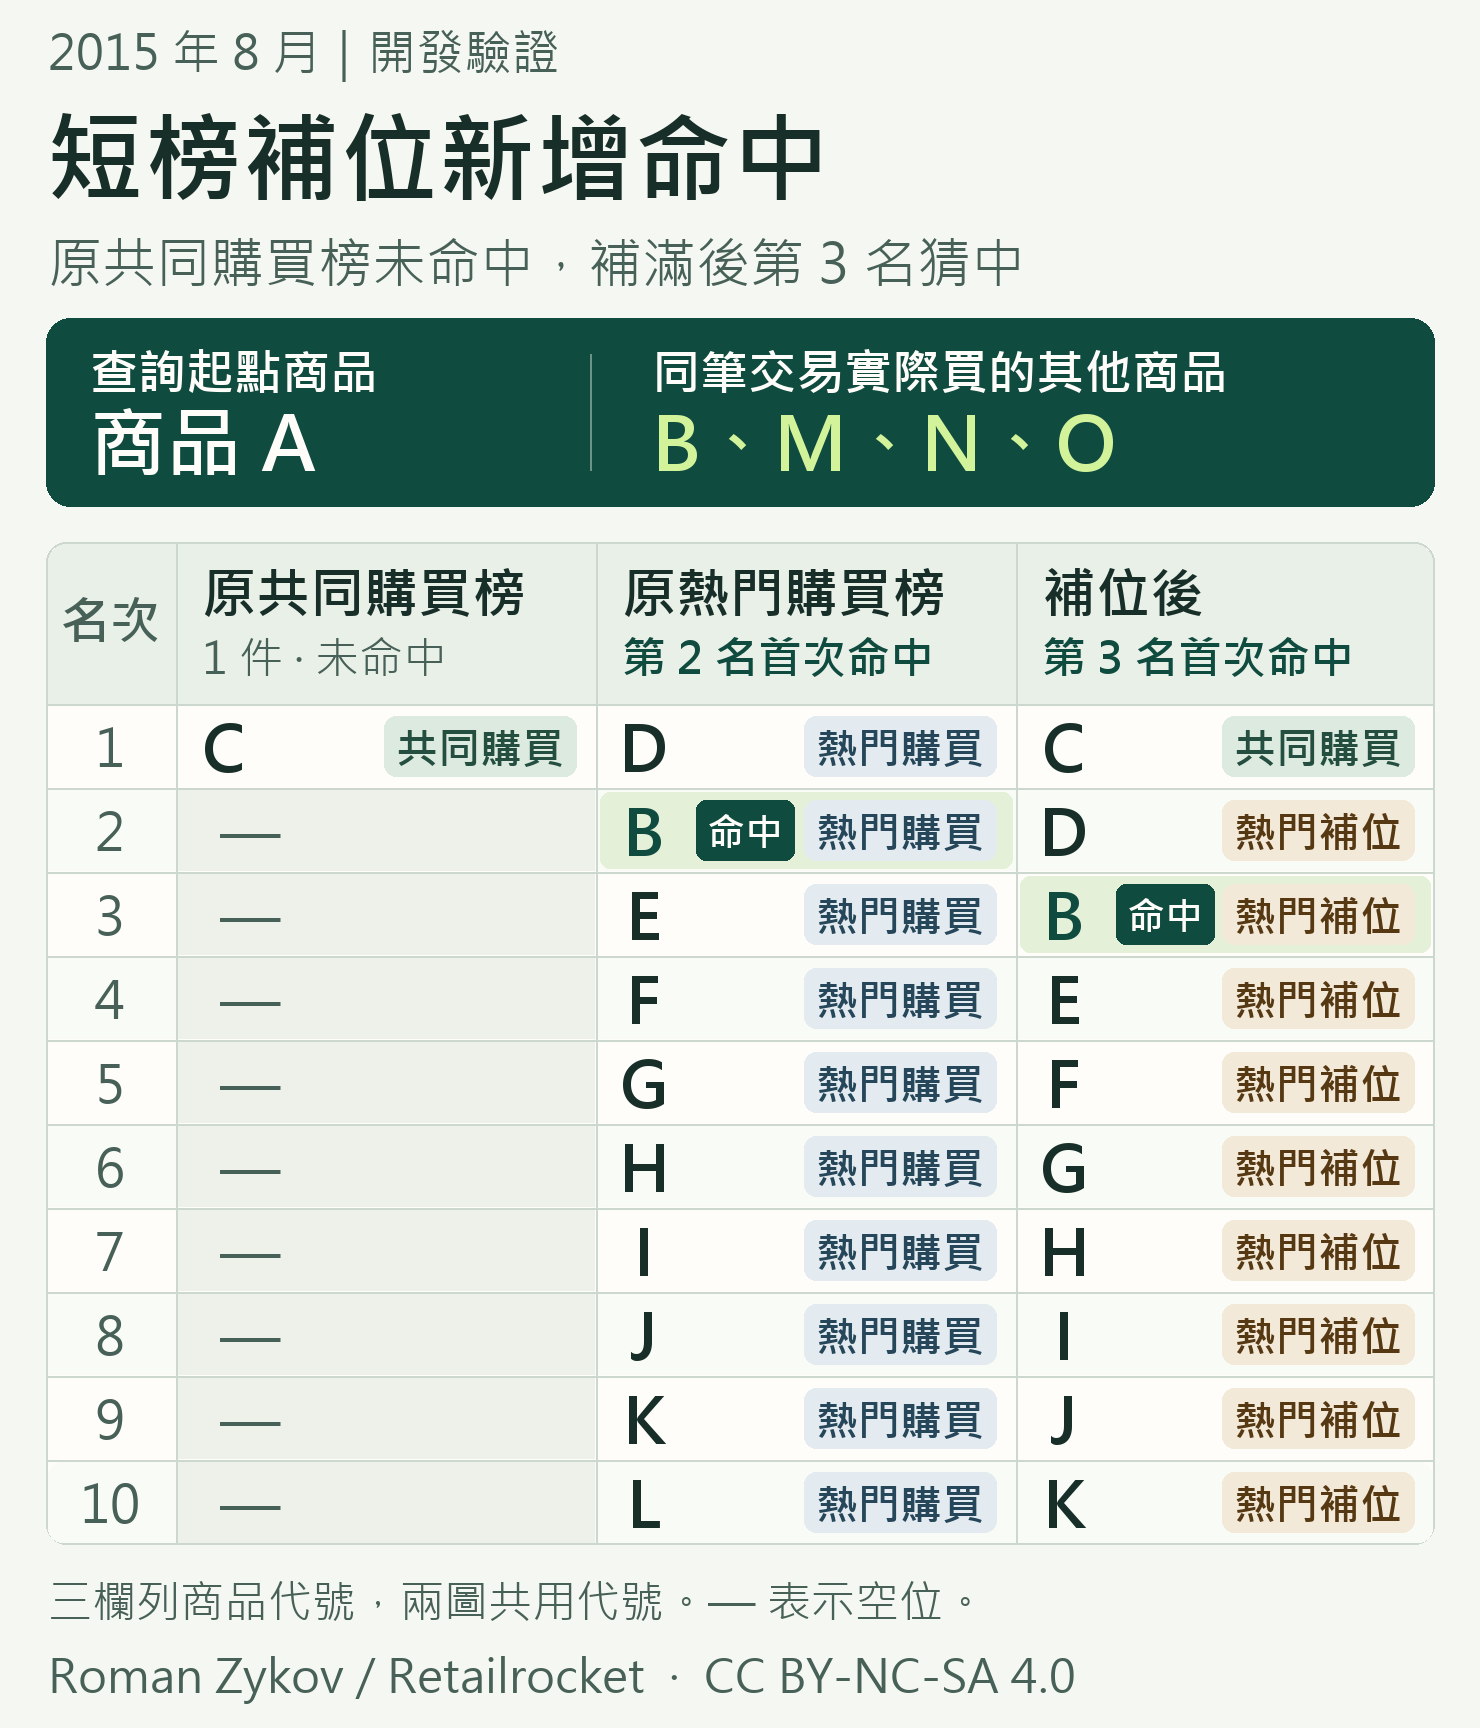 2015 年 8 月 | 開發驗證
短榜補位新增命中
原共同購買榜未命中，補滿後第 3 名猜中
查詢起點商品
商品 A
同筆交易實際買的其他商品
B、M、N、O
名次
原共同購買榜
1 件 · 未命中
原熱門購買榜
第 2 名首次命中
補位後
第 3 名首次命中
1 C 共同購買 D 熱門購買 C 共同購買
2 — B 命中 熱門購買 D 熱門補位
3 — E 熱門購買 B 命中 熱門補位
4 — F 熱門購買 E 熱門補位
5 — G 熱門購買 F 熱門補位
6 — H 熱門購買 G 熱門補位
7 — I 熱門購買 H 熱門補位
8 — J 熱門購買 I 熱門補位
9 — K 熱門購買 J 熱門補位
10 — L 熱門購買 K 熱門補位
三欄列商品代號，兩圖共用代號。— 表示空位。
Roman Zykov / Retailrocket · CC BY-NC-SA 4.0